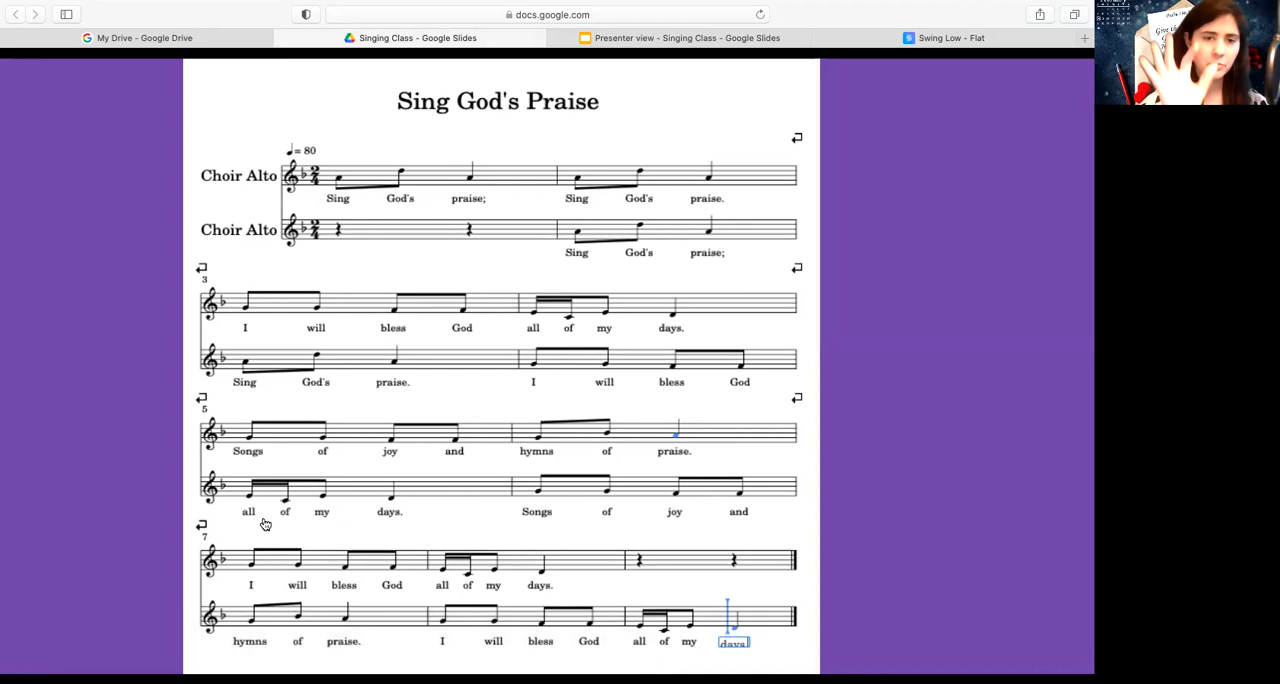 docs.google.com
My Drive - Google Drive
Singing Class - Google Slides
Presenter view - Singing Class - Google Slides
Swing Low - Flat
Sing God's Praise
= 80
Choir Alto
Sing God's praise; Sing God's praise.
Choir Alto
Sing God's praise;
3
I will bless God all of my days.
Sing God's praise. I will bless God
5
Songs of joy and hymns of praise.
all of my days. Songs of joy and
7
I will bless God all of my days.
hymns of praise. I will bless God all of my days